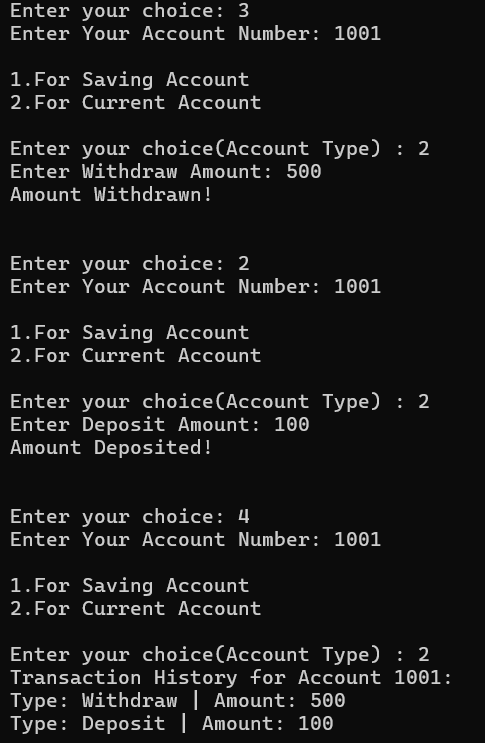 Enter your choice: 3
Enter Your Account Number: 1001
1.For Saving Account
2.For Current Account
Enter your choice(Account Type) : 2
Enter Withdraw Amount: 500
Amount Withdrawn!
Enter your choice: 2
Enter Your Account Number: 1001
1.For Saving Account
2.For Current Account
Enter your choice(Account Type) : 2
Enter Deposit Amount: 100
Amount Deposited!
Enter your choice: 4
Enter Your Account Number: 1001
1.For Saving Account
2.For Current Account
Enter your choice(Account Type) : 2
Transaction History for Account 1001:
Type: Withdraw | Amount: 500
Type: Deposit | Amount: 100